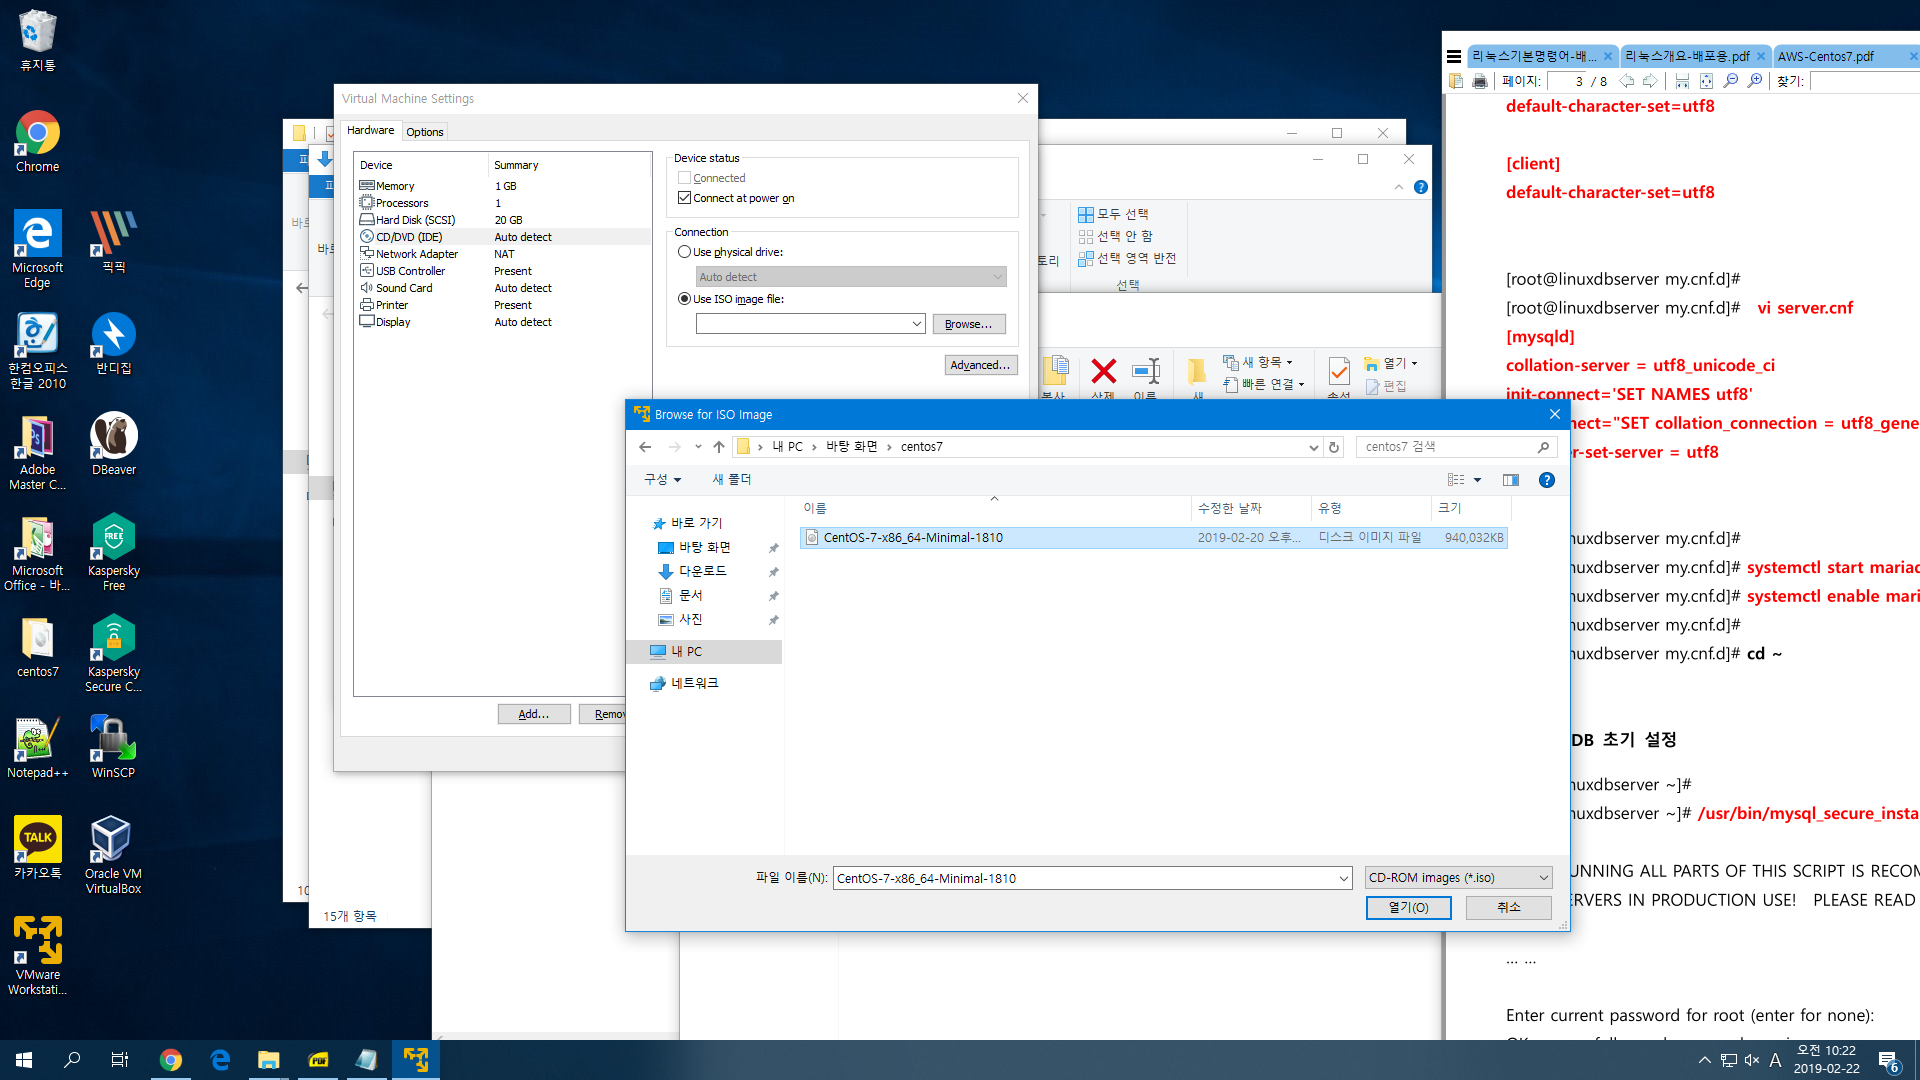 휴지통
Chrome
Microsoft
Edge
픽픽
한컴오피스
한글 2010
반디집
Adobe
Master C...
DBeaver
Microsoft
Office - 바...
Kaspersky
Free
centos7
Kaspersky
Secure C...
Notepad++
WinSCP
TALK
카카오톡
Oracle VM
VirtualBox
VMware
Workstati...
Virtual Machine Settings
Hardware
Options
Device
Summary
Memory
1 GB
Processors
1
Hard Disk (SCSI)
20 GB
CD/DVD (IDE)
Auto detect
Network Adapter
NAT
USB Controller
Present
Sound Card
Auto detect
Printer
Present
Display
Auto detect
Device status
Connected
Connect at power on
Connection
Use physical drive:
Auto detect
Use ISO image file:
Browse...
Advanced...
Add...
Remov
15개 항목
모두 선택
선택 안 함
선택 영역 반전
선택
토리
새 항목
빠른 연결
열기
편집
Browse for ISO Image
내 PC
바탕 화면
centos7
centos7 검색
구성
새 폴더
이름
수정한 날짜
유형
크기
바로 가기
바탕 화면
다운로드
문서
사진
내 PC
네트워크
CentOS-7-x86_64-Minimal-1810
2019-02-20 오후...
디스크 이미지 파일
940,032KB
파일 이름(N):
CentOS-7-x86_64-Minimal-1810
CD-ROM images (*.iso)
열기(O)
취소
리눅스기본명령어-배...
리눅스개요-배포용.pdf
AWS-Centos7.pdf
페이지:
3
/ 8
찾기:
default-character-set=utf8
[client]
default-character-set=utf8
[root@linuxdbserver my.cnf.d]#
[root@linuxdbserver my.cnf.d]# vi server.cnf
[mysqld]
collation-server = utf8_unicode_ci
init-connect='SET NAMES utf8'
nect="SET collation_connection = utf8_gene
r-set-server = utf8
nuxdbserver my.cnf.d]#
nuxdbserver my.cnf.d]# systemctl start mariad
nuxdbserver my.cnf.d]# systemctl enable mari
nuxdbserver my.cnf.d]#
nuxdbserver my.cnf.d]# cd ~
DB 초기 설정
nuxdbserver ~]#
nuxdbserver ~]# /usr/bin/mysql_secure_insta
UNNING ALL PARTS OF THIS SCRIPT IS RECOM
ERVERS IN PRODUCTION USE! PLEASE READ
... ...
Enter current password for root (enter for none):
PDF
A
오전 10:22
2019-02-22
6